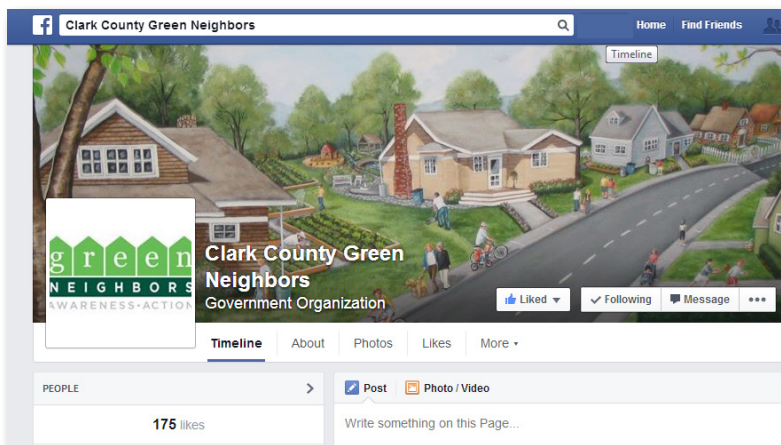 Clark County Green Neighbors
Home Find Friends
Timeline
green
NEIGHBORS
AWARENESS•ACTION
Clark County Green
Neighbors
Government Organization
Liked Following Message
Timeline About Photos Likes More
PEOPLE
175 likes
Post Photo / Video
Write something on this Page...